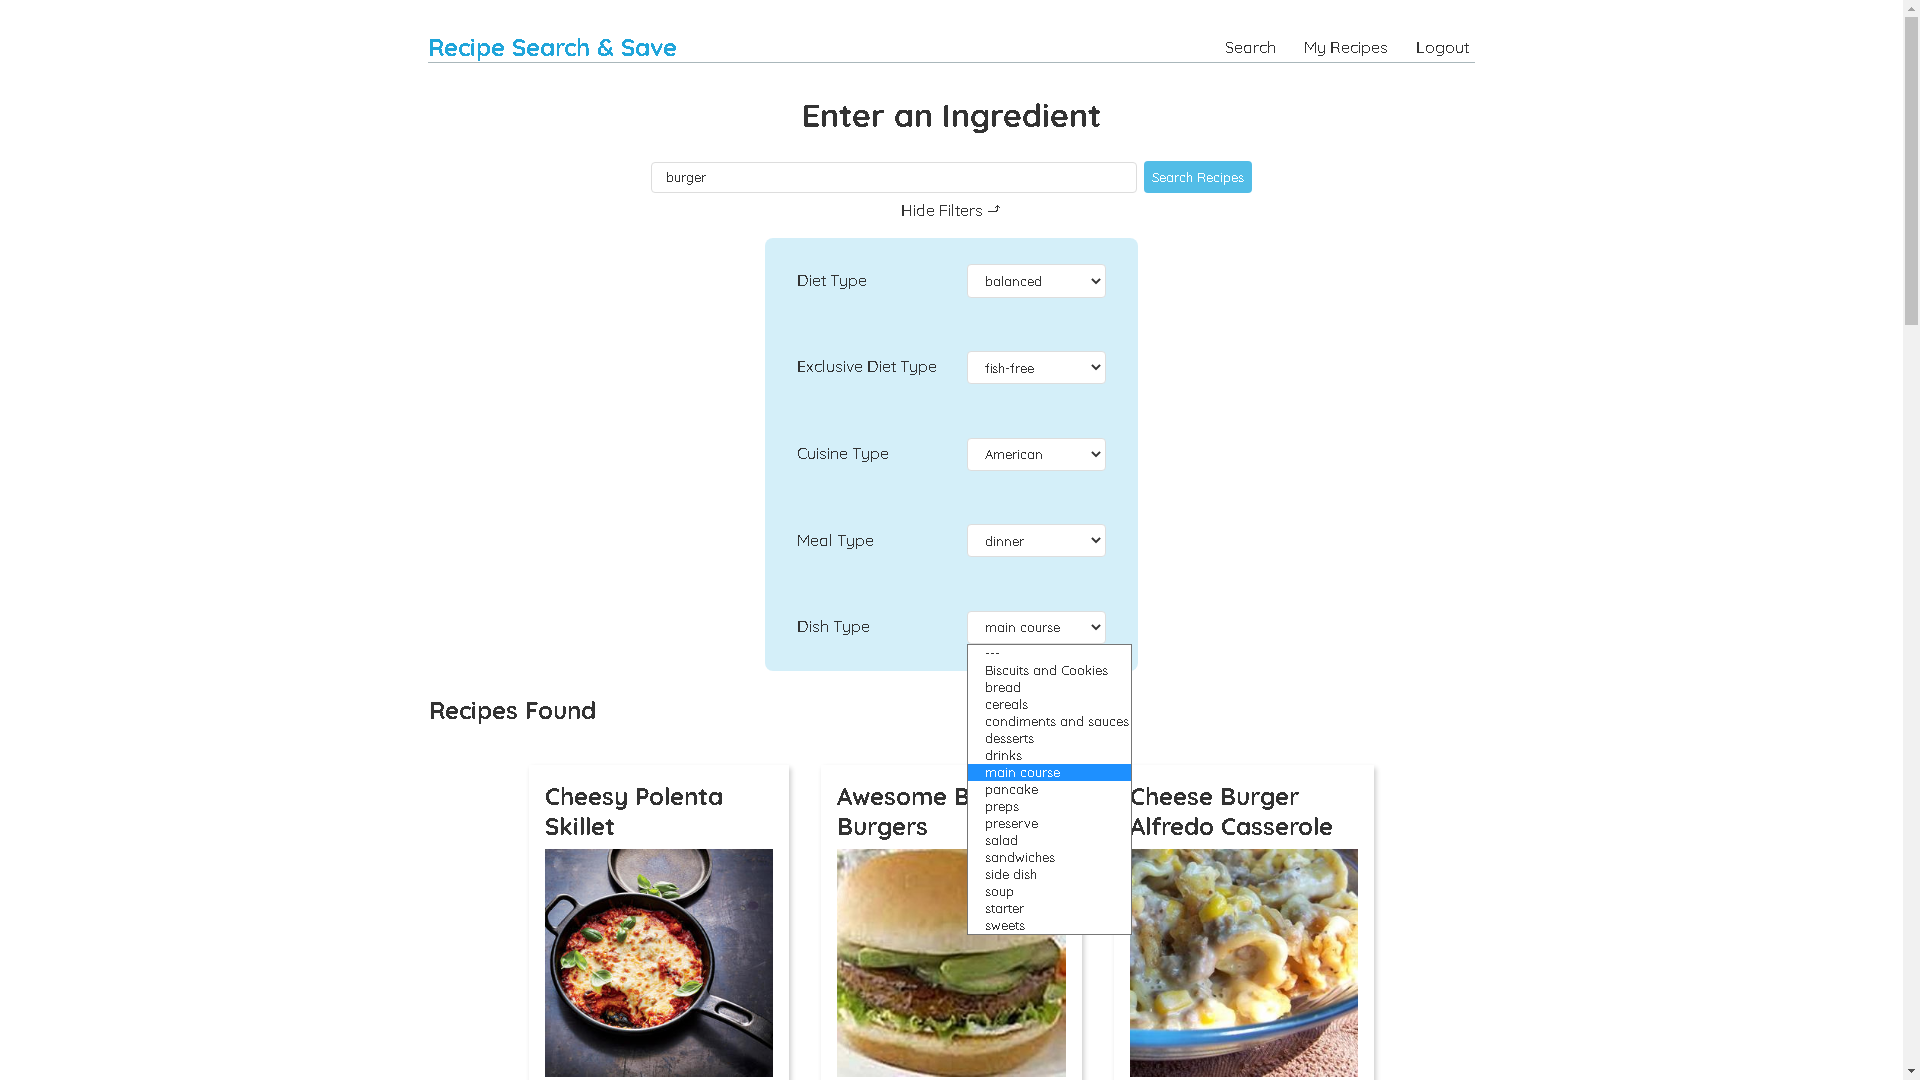 Recipe Search & Save
Search
My Recipes
Logout
Enter an Ingredient
burger
Search Recipes
Hide Filters
Diet Type
balanced
Exclusive Diet Type
fish-free
Cuisine Type
American
Meal Type
dinner
Dish Type
main course
---
Biscuits and Cookies
bread
cereals
condiments and sauces
desserts
drinks
main course
pancake
preps
preserve
salad
sandwiches
side dish
soup
starter
sweets
Recipes Found
Cheesy Polenta
Skillet
Awesome B
Burgers
Cheese Burger
Alfredo Casserole